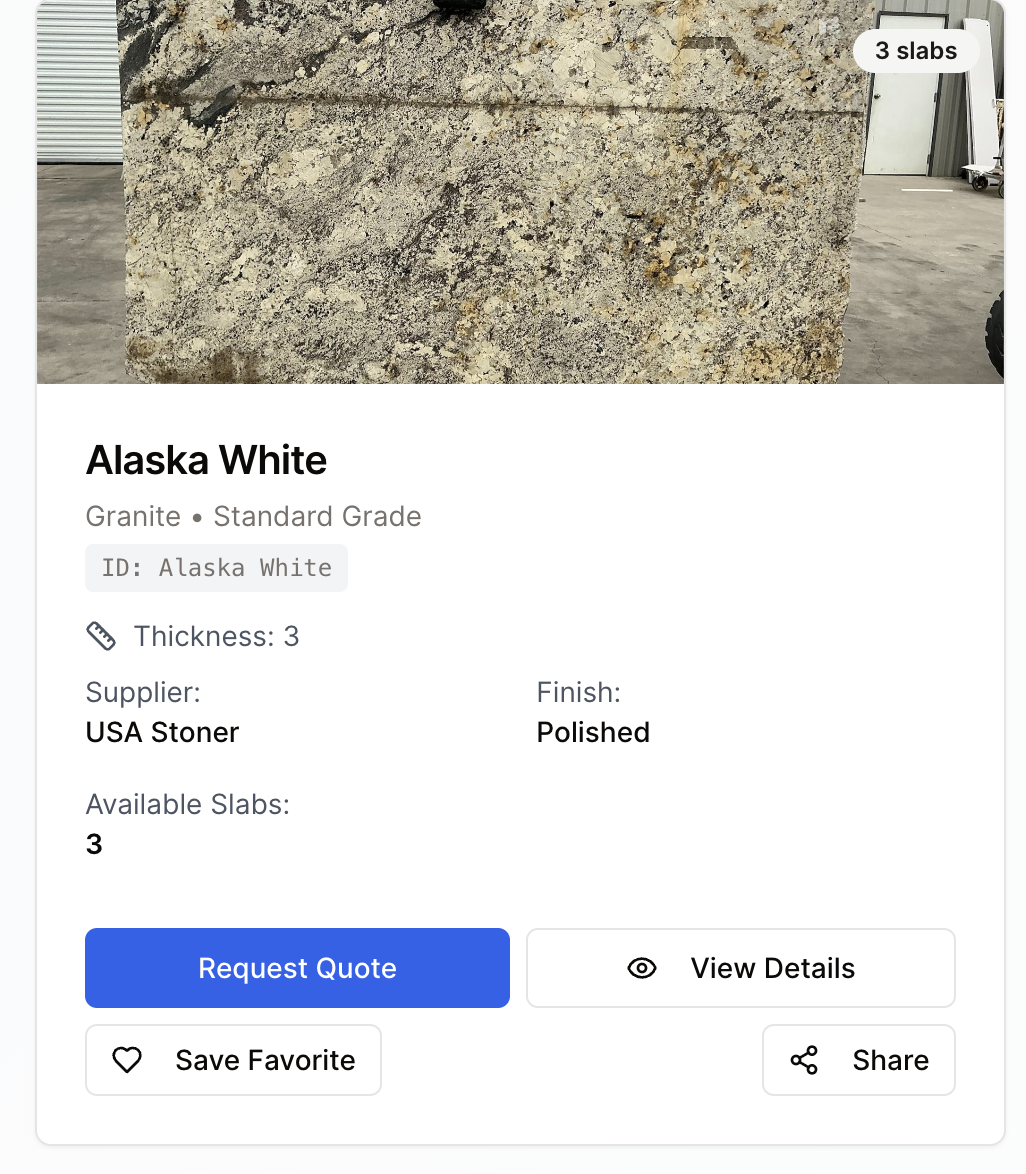 3 slabs
Alaska White
Granite • Standard Grade
ID: Alaska White
Thickness: 3
Supplier:
Finish:
USA Stoner
Polished
Available Slabs:
3
Request Quote
View Details
Save Favorite
Share